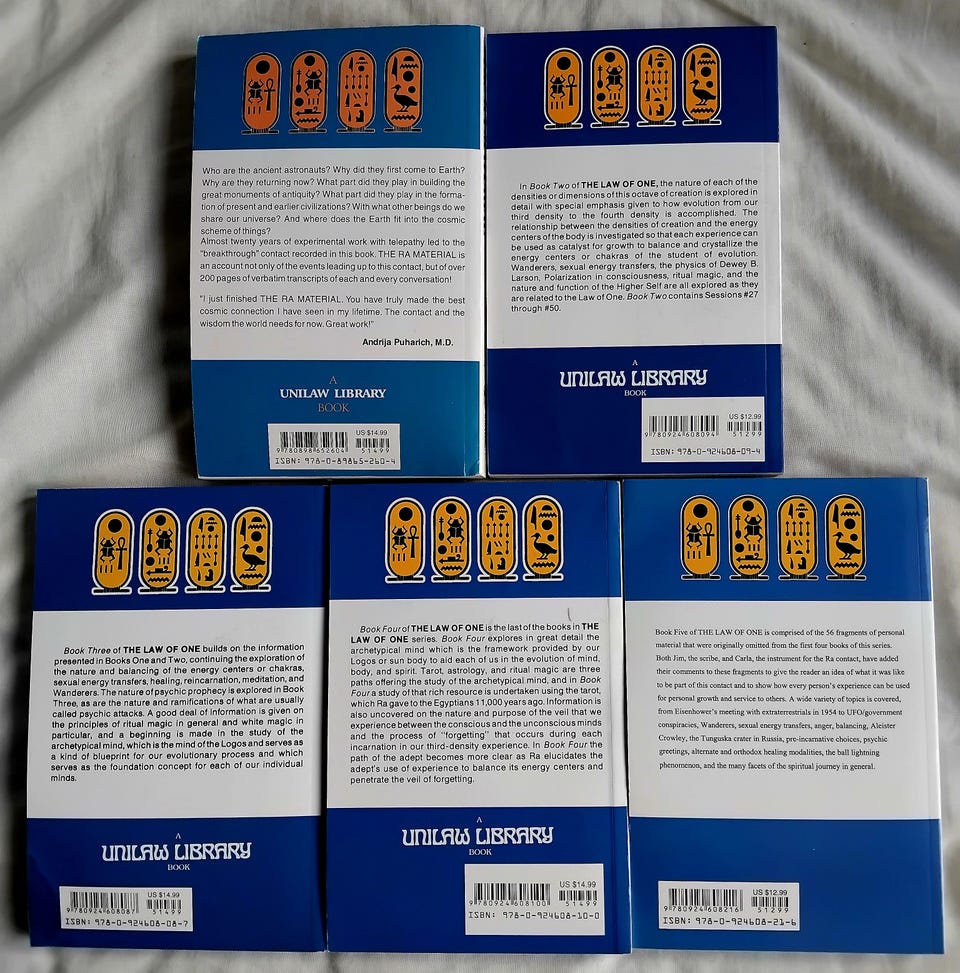 Who are the ancient astronauts? Why did they first come to Earth?
Why are they returning now? What part did they play in building the
great monuments of antiquity? What part did they play in the forma-
tion of present and earlier civilizations? With what other beings do we
share our universe? And where does the Earth fit into the cosmic
scheme of things?
Almost twenty years of experimental work with telepathy led to the
"breakthrough" contact recorded in this book. THE RA MATERIAL is
an account not only of the events leading up to this contact, but of over
200 pages of verbatim transcripts of each and every conversation!
"I just finished THE RA MATERIAL. You have truly made the best
cosmic connection I have seen in my lifetime. The contact and the
wisdom the world needs for now. Great work!"
Andrija Puharich, M.D.
A
UNILAW LIBRARY
BOOK
US $14.99
9 780898 652604 51499
ISBN: 978-0-89865-260-4
In Book Two of THE LAW OF ONE, the nature of each of the
densities or dimensions of this octave of creation is explored in
detail with special emphasis given to how evolution from our
third density to the fourth density is accomplished. The
relationship between the densities of creation and the energy
centers of the body is investigated so that each experience can
be used as catalyst for growth to balance and crystallize the
energy centers or chakras of the student of evolution.
Wanderers, sexual energy transfers, the physics of Dewey B.
Larson, Polarization in consciousness, ritual magic, and the
nature and function of the Higher Self are all explored as they
are related to the Law of One. Book Two contains Sessions #27
through #50.
A
UNILAW LIBRARY
BOOK
US $12.99
9 780924 608094 51299
ISBN: 978-0-924608-09-4
Book Three of THE LAW OF ONE builds on the information
presented in Books One and Two, continuing the exploration of
the nature and balancing of the energy centers or chakras,
sexual energy transfers, healing, reincarnation, meditation, and
Wanderers. The nature of psychic prophecy is explored in Book
Three, as are the nature and ramifications of what are usually
called psychic attacks. A good deal of information is given on
the principles of ritual magic in general and white magic in
particular, and a beginning is made in the study of the
archetypical mind, which is the mind of the Logos and serves as
a kind of blueprint for our evolutionary process and which
serves as the foundation concept for each of our individual
minds.
A
UNILAW LIBRARY
BOOK
US $14.99
9 780924 608087 51499
ISBN: 978-0-924608-08-7
Book Four of THE LAW OF ONE is the last of the books in THE
LAW OF ONE series. Book Four explores in great detail the
archetypical mind which is the framework provided by our
Logos or sun body to aid each of us in the evolution of mind,
body, and spirit. Tarot, astrology, and ritual magic are three
paths offering the study of the archetypical mind, and in Book
Four a study of that rich resource is undertaken using the tarot,
which Ra gave to the Egyptians 11,000 years ago. Information is
also uncovered on the nature and purpose of the veil that we
experience between the conscious and the unconscious minds
and the process of "forgetting" that occurs during each
incarnation in our third-density experience. In Book Four the
path of the adept becomes more clear as Ra elucidates the
adept's use of experience to balance its energy centers and
penetrate the veil of forgetting.
A
UNILAW LIBRARY
BOOK
US $14.99
9 780924 608100 51499
ISBN: 978-0-924608-10-0
Book Five of THE LAW OF ONE is comprised of the 56 fragments of personal
material that were originally omitted from the first four books of this series.
Both Jim, the scribe, and Carla, the instrument for the Ra contact, have added
their comments to these fragments to give the reader an idea of what it was like
to be part of this contact and to show how every person's experience can be used
for personal growth and service to others. A wide variety of topics is covered,
from Eisenhower's meeting with extraterrestrials in 1954 to UFO/government
conspiracies, Wanderers, sexual energy transfers, anger, balancing, Aleister
Crowley, the Tunguska crater in Russia, pre-incarnative choices, psychic
greetings, alternate and orthodox healing modalities, the ball lightning
phenomenon, and the many facets of the spiritual journey in general.
US $12.99
9 780924 608216 51299
ISBN: 978-0-924608-21-6